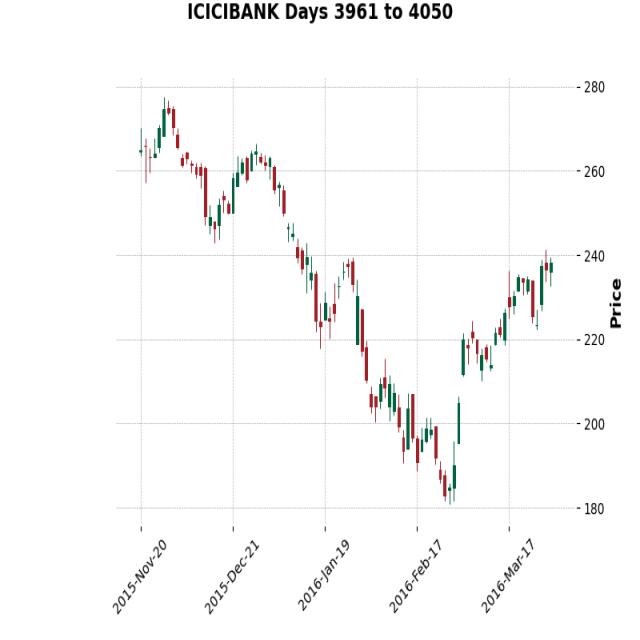 ICICIBANK Days 3961 to 4050
280
260
240
220
200
180
Price
2015-Nov-20
2015-Dec-21
2016-Jan-19
2016-Feb-17
2016-Mar-17